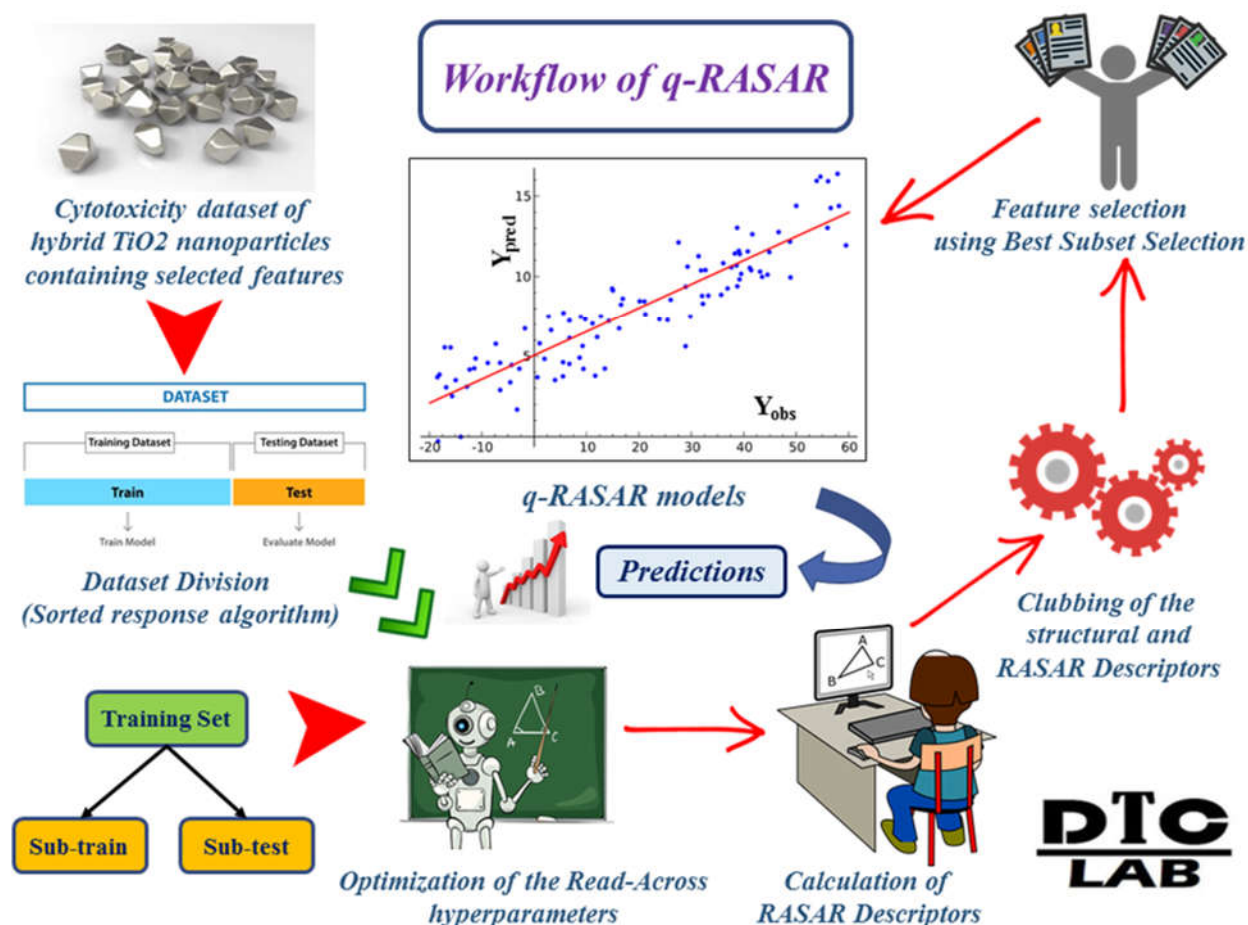 Workflow of q-RASAR
Cytotoxicity dataset of
hybrid TiO2 nanoparticles
containing selected features
DATASET
Training Dataset
Testing Dataset
Train
Test
Train Model
Evaluate Model
Dataset Division
(Sorted response algorithm)
Training Set
Sub-train
Sub-test
A
B
C
Optimization of the Read-Across
hyperparameters
A
B
C
Calculation of
RASAR Descriptors
Clubbing of the
structural and
RASAR Descriptors
Feature selection
using Best Subset Selection
Ypred
15
10
5
Yobs
-20
-10
10
20
30
40
50
60
q-RASAR models
Predictions
DTC
LAB